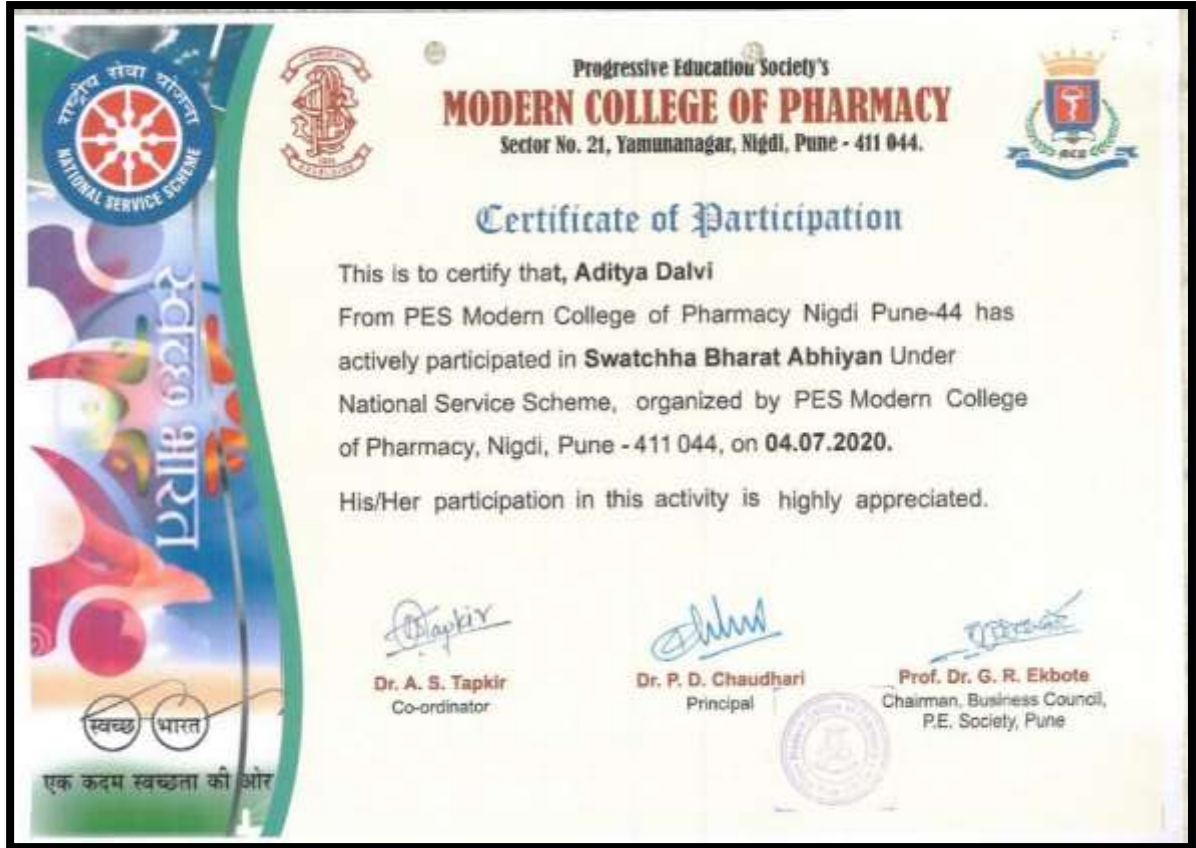 राष्ट्रीय सेवा योजना
NATIONAL SERVICE SCHEME
Progressive Education Society's
MODERN COLLEGE OF PHARMACY
Sector No. 21, Yamunanagar, Nigdi, Pune - 411 044.
Certificate of Participation
This is to certify that, Aditya Dalvi
From PES Modern College of Pharmacy Nigdi Pune-44 has
actively participated in Swatchha Bharat Abhiyan Under
National Service Scheme, organized by PES Modern College
of Pharmacy, Nigdi, Pune - 411 044, on 04.07.2020.
His/Her participation in this activity is highly appreciated.
स्वच्छ भारत
Tapkir
Dr. A. S. Tapkir
Co-ordinator
Dr. P. D. Chaudhari
Principal
Prof. Dr. G. R. Ekbote
Chairman, Business Council,
P.E. Society, Pune
स्वच्छ भारत
एक कदम स्वच्छता की ओर